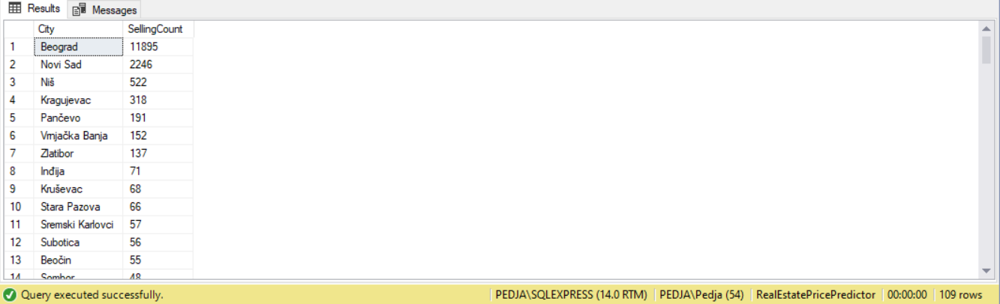 Results Messages
City SellingCount
1 Beograd 11895
2 Novi Sad 2246
3 Niš 522
4 Kragujevac 318
5 Pančevo 191
6 Vrnjačka Banja 152
7 Zlatibor 137
8 Inđija 71
9 Kruševac 68
10 Stara Pazova 66
11 Sremski Karlovci 57
12 Subotica 56
13 Beočin 55
14 Sombor 48
Query executed successfully. PEDJA\SQLEXPRESS (14.0 RTM) PEDJA\Pedja (54) RealEstatePricePredictor 00:00:00 109 rows